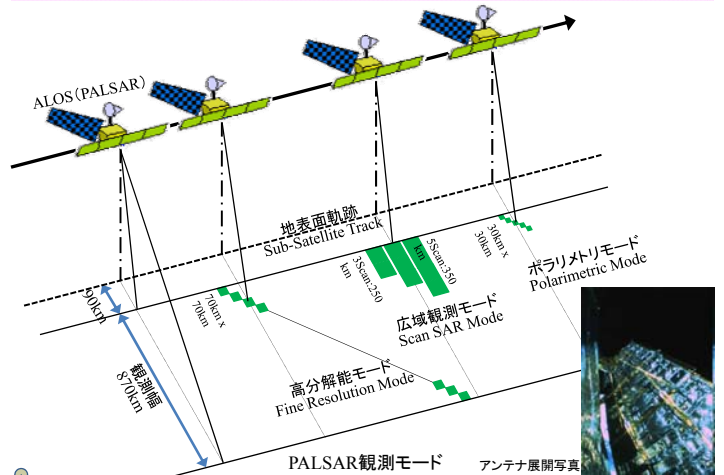 ALOS（PALSAR）
地表面軌跡
Sub-Satellite Track
90km
観測幅
870km
70km x
70km
3Scan:250
km
5Scan:350
km
30km x
30km
ポラリメトリモード
Polarimetric Mode
広域観測モード
Scan SAR Mode
高分解能モード
Fine Resolution Mode
PALSAR観測モード
アンテナ展開写真